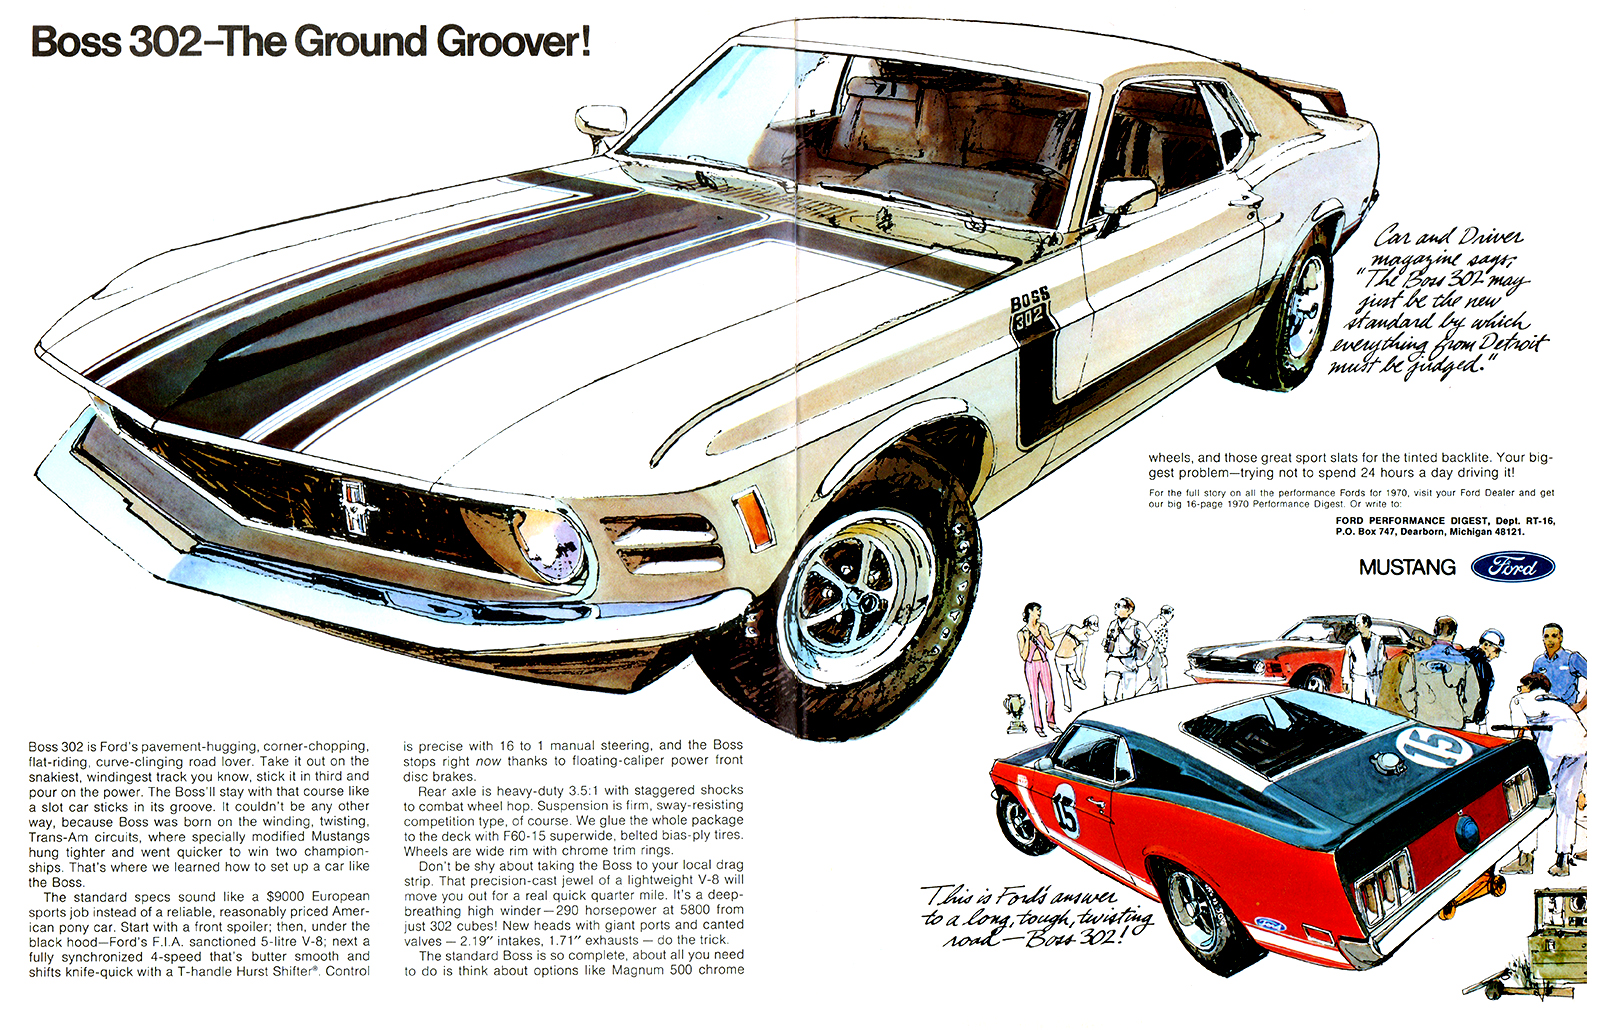 Boss 302–The Ground Groover!
BOSS
302
Car and Driver
magazine says,
"The Boss 302 may
just be the new
standard by which
everything from Detroit
must be judged."
Boss 302 is Ford's pavement-hugging, corner-chopping,
flat-riding, curve-clinging road lover. Take it out on the
snakiest, windingest track you know, stick it in third and
pour on the power. The Boss'll stay with that course like
a slot car sticks in its groove. It couldn't be any other
way, because Boss was born on the winding, twisting,
Trans-Am circuits, where specially modified Mustangs
hung tighter and went quicker to win two champion-
ships. That's where we learned how to set up a car like
the Boss.
The standard specs sound like a $9000 European
sports job instead of a reliable, reasonably priced Amer-
ican pony car. Start with a front spoiler; then, under the
black hood—Ford's F.I.A. sanctioned 5-litre V-8; next a
fully synchronized 4-speed that's butter smooth and
shifts knife-quick with a T-handle Hurst Shifter®. Control
is precise with 16 to 1 manual steering, and the Boss
stops right now thanks to floating-caliper power front
disc brakes.
Rear axle is heavy-duty 3.5:1 with staggered shocks
to combat wheel hop. Suspension is firm, sway-resisting
competition type, of course. We glue the whole package
to the deck with F60-15 superwide, belted bias-ply tires.
Wheels are wide rim with chrome trim rings.
Don't be shy about taking the Boss to your local drag
strip. That precision-cast jewel of a lightweight V-8 will
move you out for a real quick quarter mile. It's a deep-
breathing high winder—290 horsepower at 5800 from
just 302 cubes! New heads with giant ports and canted
valves — 2.19″ intakes, 1.71″ exhausts — do the trick.
The standard Boss is so complete, about all you need
to do is think about options like Magnum 500 chrome
wheels, and those great sport slats for the tinted backlite. Your big-
gest problem—trying not to spend 24 hours a day driving it!
For the full story on all the performance Fords for 1970, visit your Ford Dealer and get
our big 16-page 1970 Performance Digest. Or write to:
FORD PERFORMANCE DIGEST, Dept. RT-16,
P.O. Box 747, Dearborn, Michigan 48121.
MUSTANG Ford
15
15
Ford
This is Ford's answer
to a long, tough, twisting
road—Boss 302!